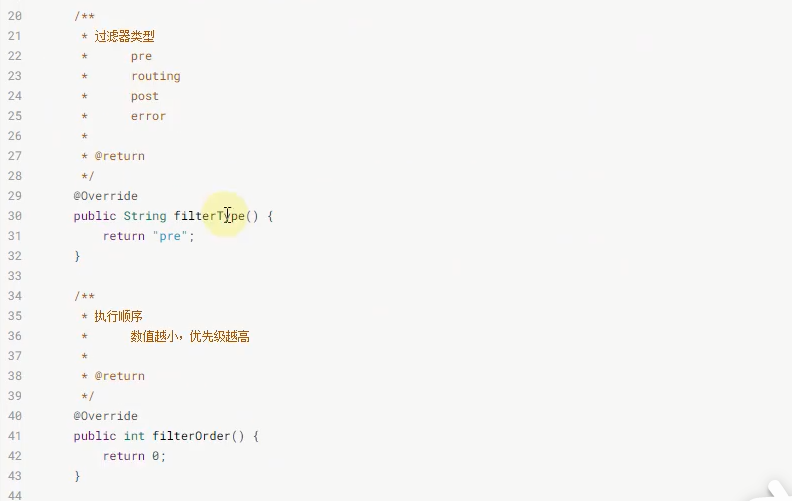 20 /**
21 * 过滤器类型
22 * pre
23 * routing
24 * post
25 * error
26 *
27 * @return
28 */
29 @Override
30 public String filterType() {
31 return "pre";
32 }
33
34 /**
35 * 执行顺序
36 * 数值越小，优先级越高
37 *
38 * @return
39 */
40 @Override
41 public int filterOrder() {
42 return 0;
43 }
44